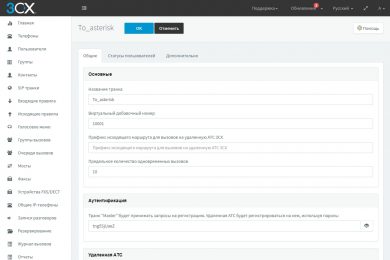 3CX
Поддержка
Обновления
Русский
A
Главная
Телефоны
Пользователи
Группы
Контакты
SIP транки
Входящие правила
Исходящие правила
Голосовое меню
Группы вызовов
Очереди вызовов
Мосты
Факсы
Устройства FXS/DECT
Общие IP-телефоны
Записи разговоров
Резервирование
Журнал вызовов
Отчеты
To_asterisk
OK
Отменить
Помощь
Общие
Статусы пользователей
Дополнительно
Основные
Название транка
To_asterisk
Виртуальный добавочный номер
10001
Префикс исходящего маршрута для вызовов на удаленную АТС 3CX
Префикс исходящего маршрута для вызовов на удаленную АТС 3CX
Предельное количество одновременных вызовов
10
Аутентификация
Транк "Master" будет принимать запросы на регистрацию. Удаленная АТС будет регистрироваться на нем, используя пароль:
Удаленная АТС